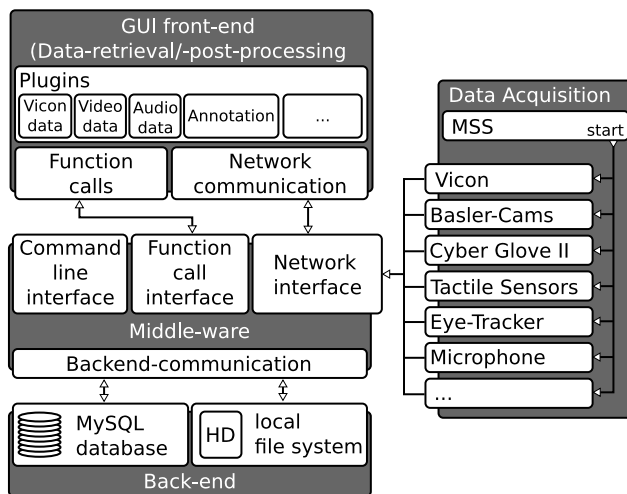 GUI front-end
(Data-retrieval/-post-processing
Plugins
Vicon data
Video data
Audio data
Annotation
...
Function calls
Network communication
Command line interface
Function call interface
Network interface
Middle-ware
Backend-communication
MySQL database
HD
local file system
Back-end
Data Acquisition
MSS
start
Vicon
Basler-Cams
Cyber Glove II
Tactile Sensors
Eye-Tracker
Microphone
...